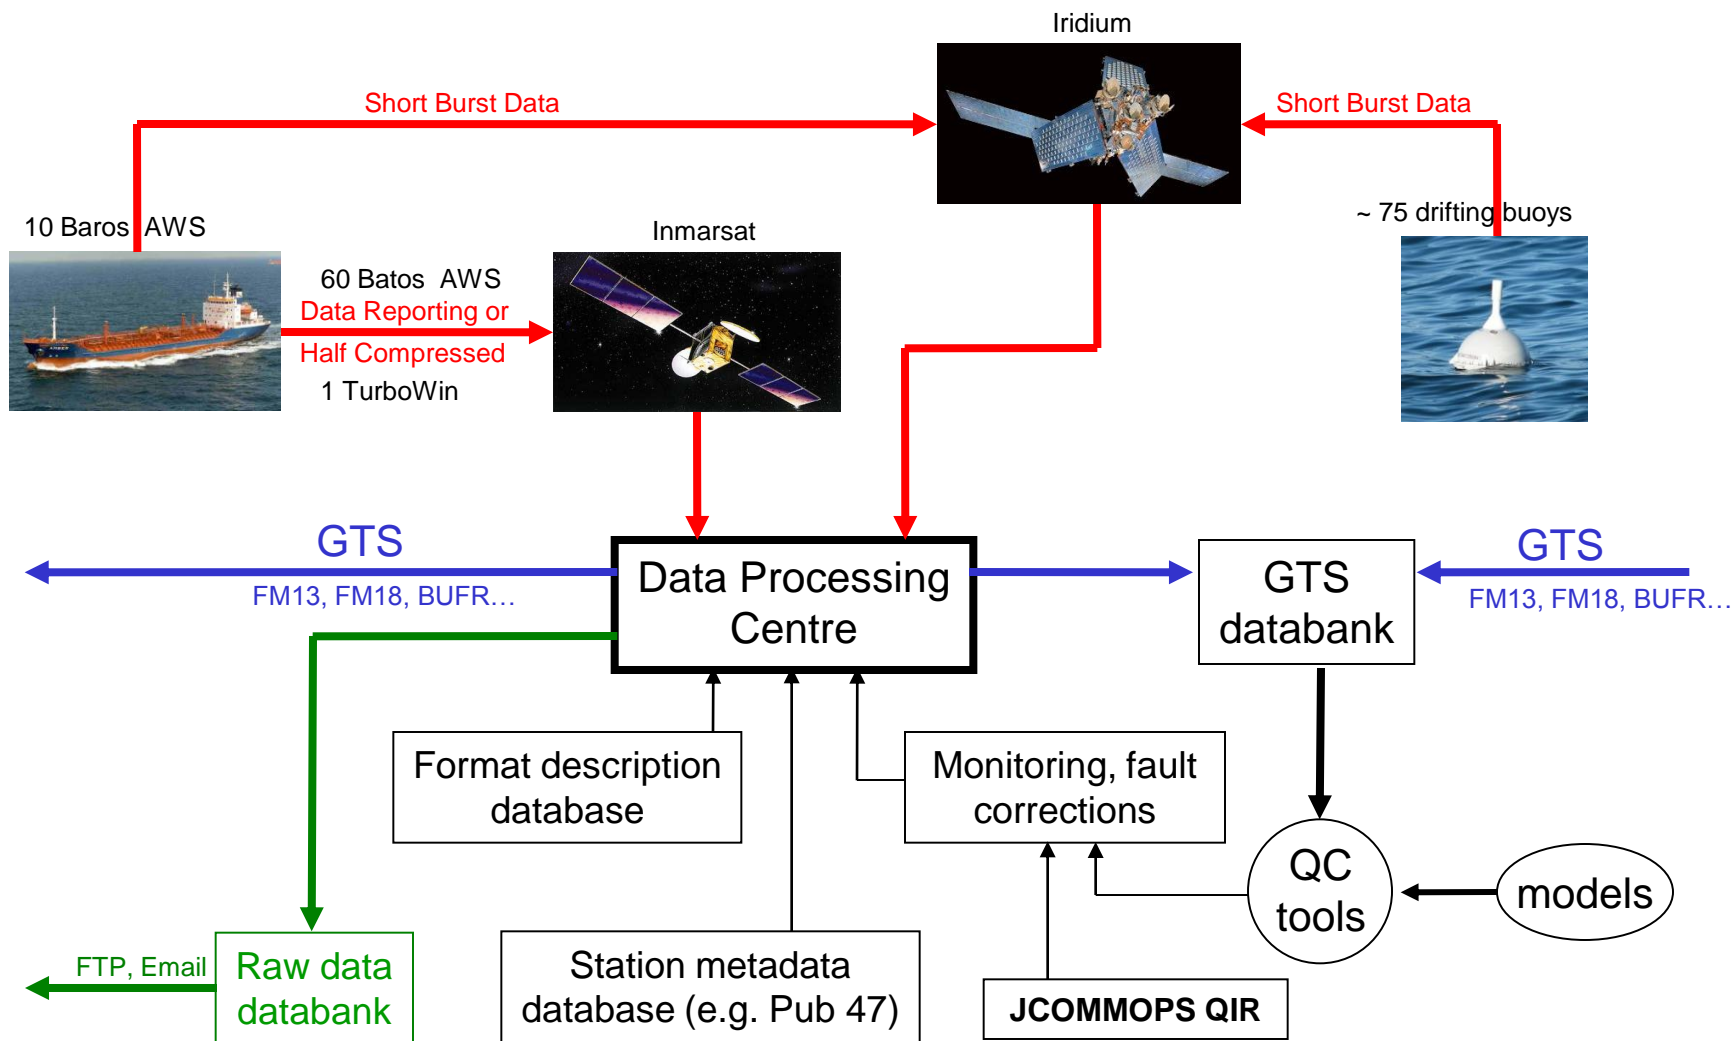 Iridium
Short Burst Data
Short Burst Data
10 Baros AWS
Inmarsat
~ 75 drifting buoys
60 Batos AWS
Data Reporting or
Half Compressed
1 TurboWin
GTS
FM13, FM18, BUFR…
Data Processing
Centre
GTS
databank
GTS
FM13, FM18, BUFR…
Format description
database
Monitoring, fault
corrections
QC
tools
models
FTP, Email
Raw data
databank
Station metadata
database (e.g. Pub 47)
JCOMMOPS QIR